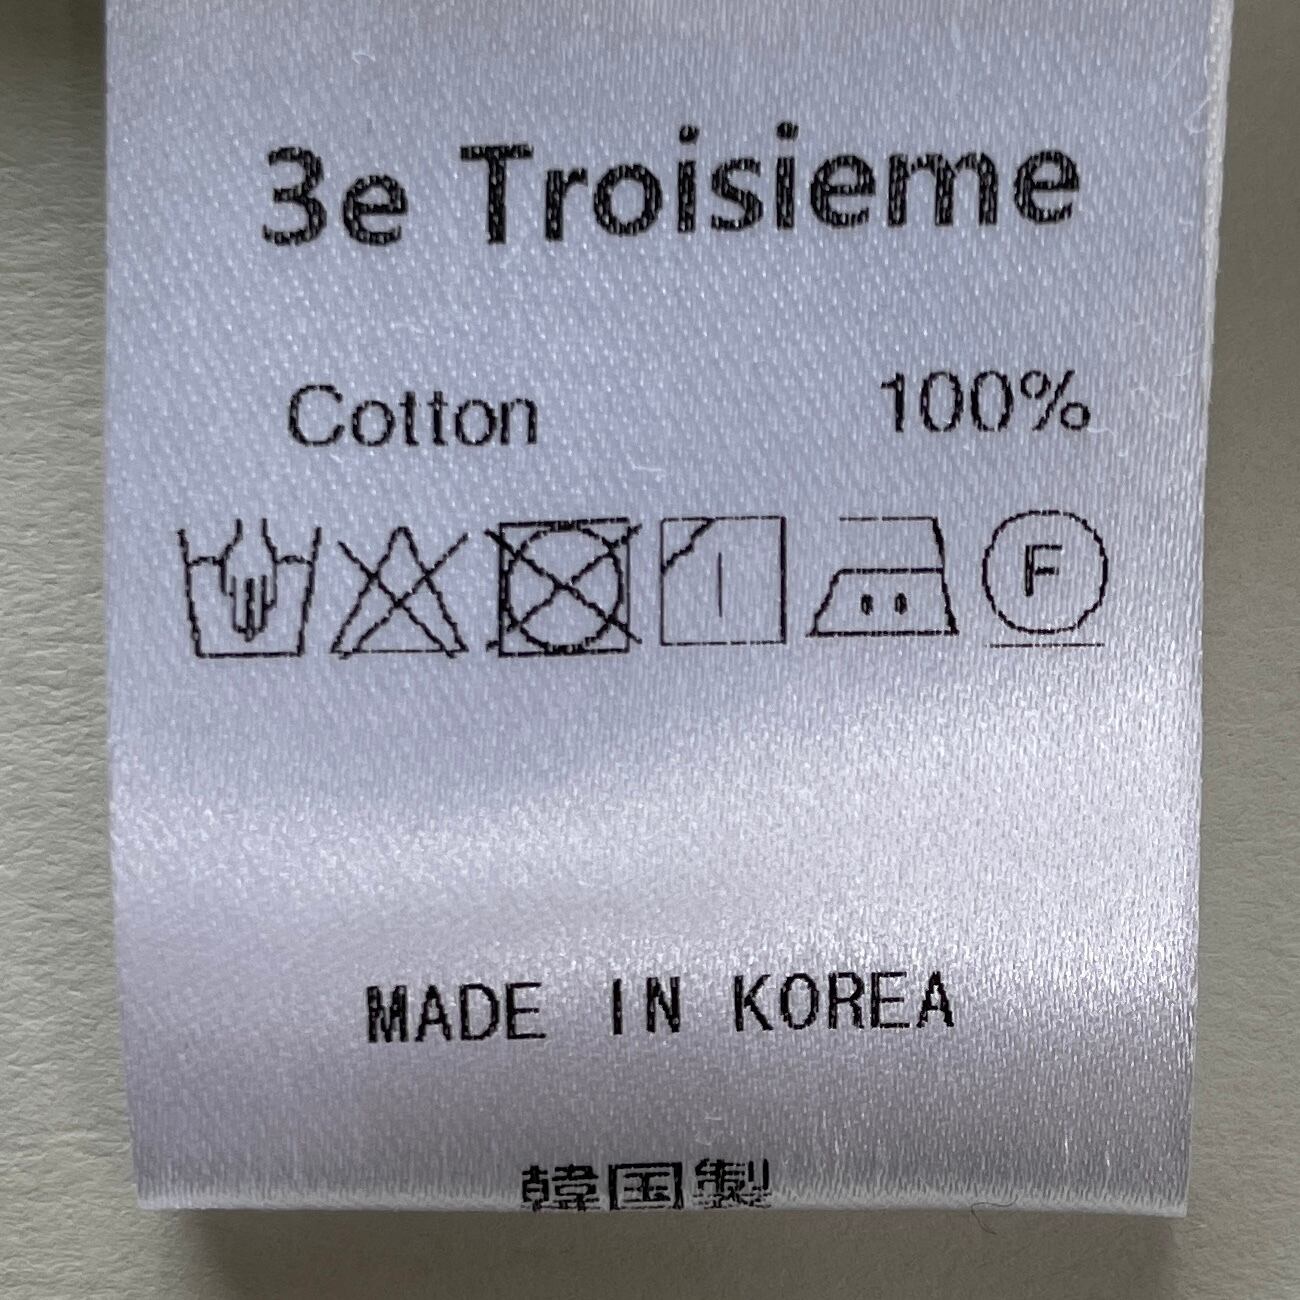 3e Troisieme
Cotton 100%
F
MADE IN KOREA
韓国製